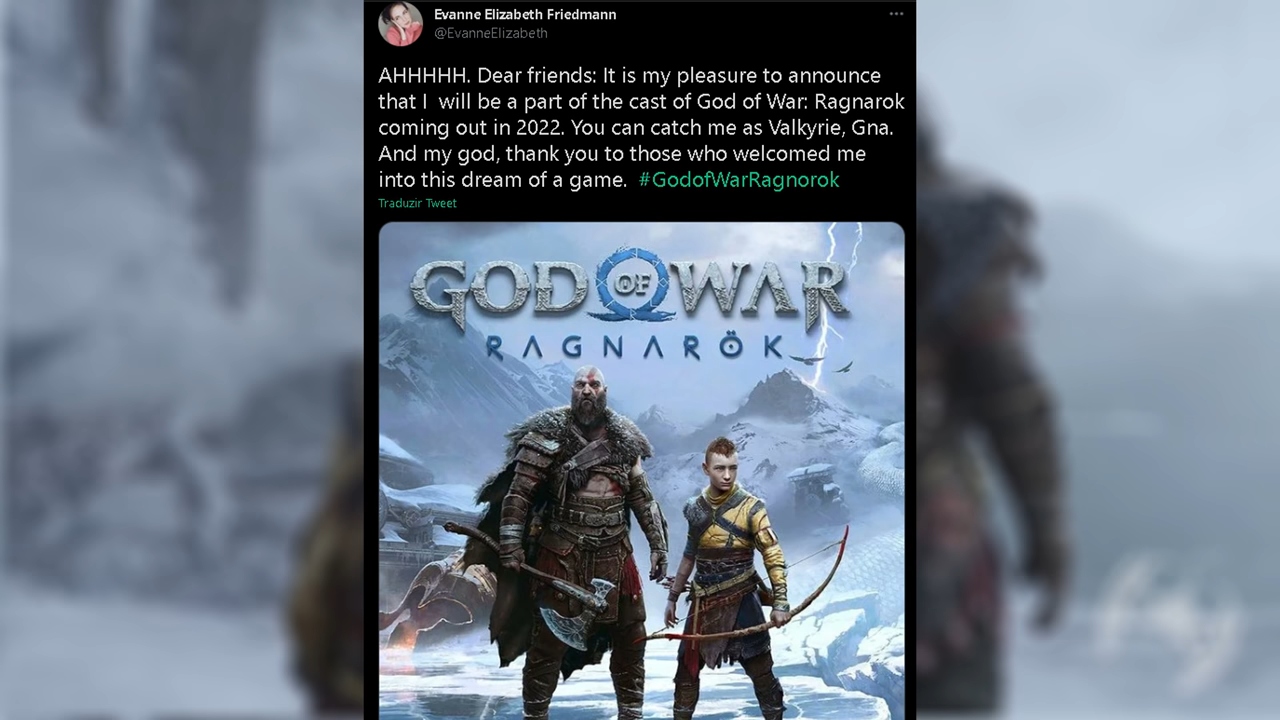 Evanne Elizabeth Friedmann
@EvanneElizabeth
AHHHHH. Dear friends: It is my pleasure to announce
that I  will be a part of the cast of God of War: Ragnarok
coming out in 2022. You can catch me as Valkyrie, Gna.
And my god, thank you to those who welcomed me
into this dream of a game.  #GodofWarRagnorok
Traduzir Tweet
GOD OF WAR
RAGNARÖK